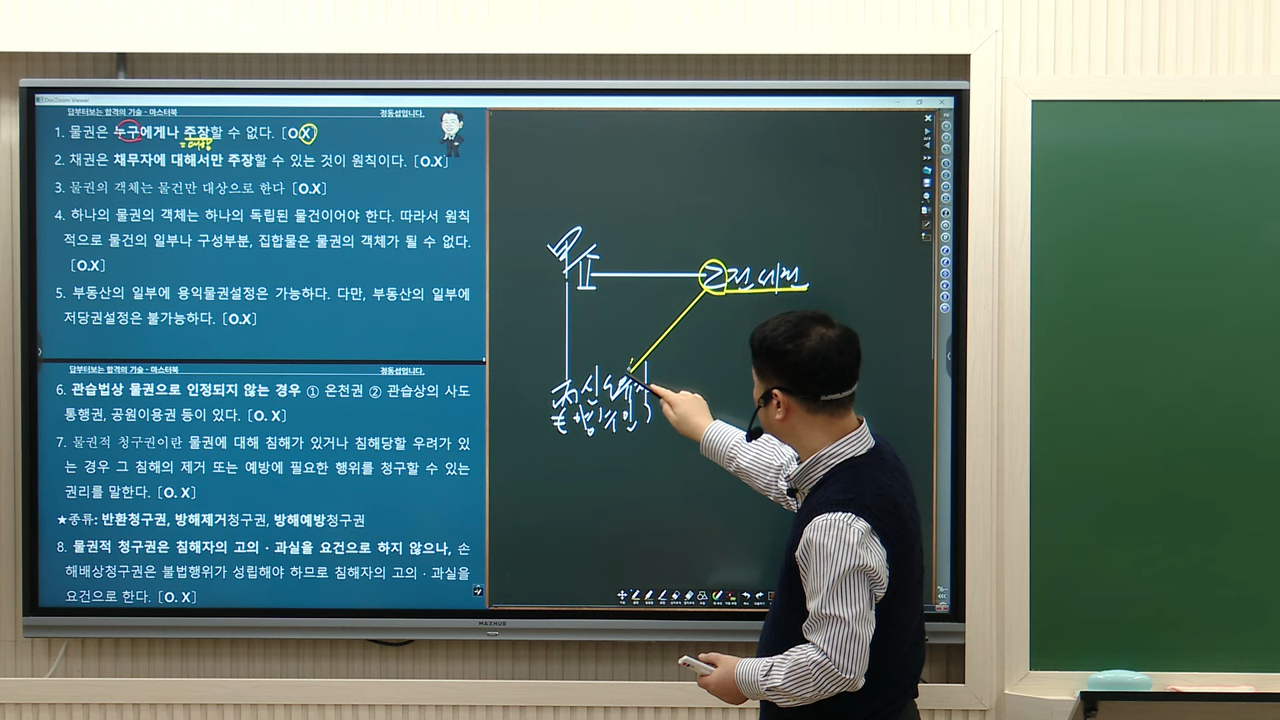 DocZoom Viewer
답부터보는 합격의 기술 - 마스터북 정동섭입니다.
1. 물권은 누구에게나 주장할 수 없다. [O.X]
=대항
2. 채권은 채무자에 대해서만 주장할 수 있는 것이 원칙이다. [O.X]
3. 물권의 객체는 물건만 대상으로 한다 [O.X]
4. 하나의 물권의 객체는 하나의 독립된 물건이어야 한다. 따라서 원칙
적으로 물건의 일부나 구성부분, 집합물은 물권의 객체가 될 수 없다.
[O.X]
5. 부동산의 일부에 용익물권설정은 가능하다. 다만, 부동산의 일부에
저당권설정은 불가능하다. [O.X]
답부터보는 합격의 기술 - 마스터북 정동섭입니다.
6. 관습법상 물권으로 인정되지 않는 경우 ① 온천권 ② 관습상의 사도
통행권, 공원이용권 등이 있다. [O. X]
7. 물권적 청구권이란 물권에 대해 침해가 있거나 침해당할 우려가 있
는 경우 그 침해의 제거 또는 예방에 필요한 행위를 청구할 수 있는
권리를 말한다. [O. X]
★종류: 반환청구권, 방해제거청구권, 방해예방청구권
8. 물권적 청구권은 침해자의 고의 · 과실을 요건으로 하지 않으나, 손
해배상청구권은 불법행위가 성립해야 하므로 침해자의 고의 · 과실을
요건으로 한다. [O. X]
乙전세권
MAXHUB